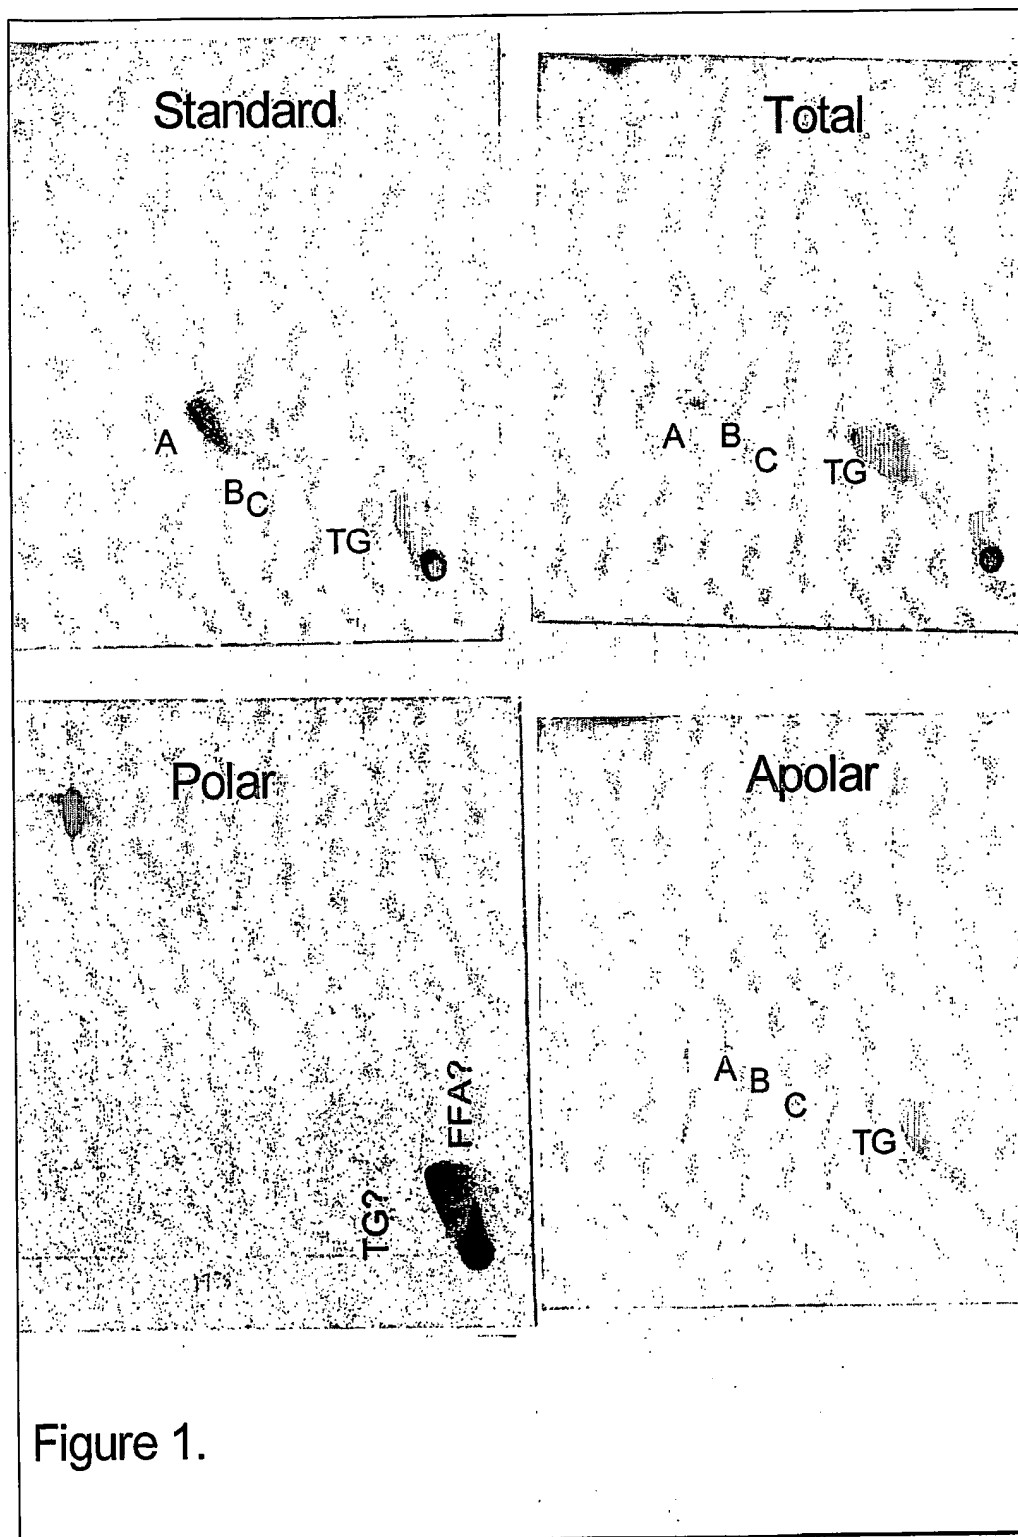 Standard
A
B
C
TG
Total
A
B
C
TG
Polar
FFA?
TG?
Apolar
A
B
C
TG
Figure 1.